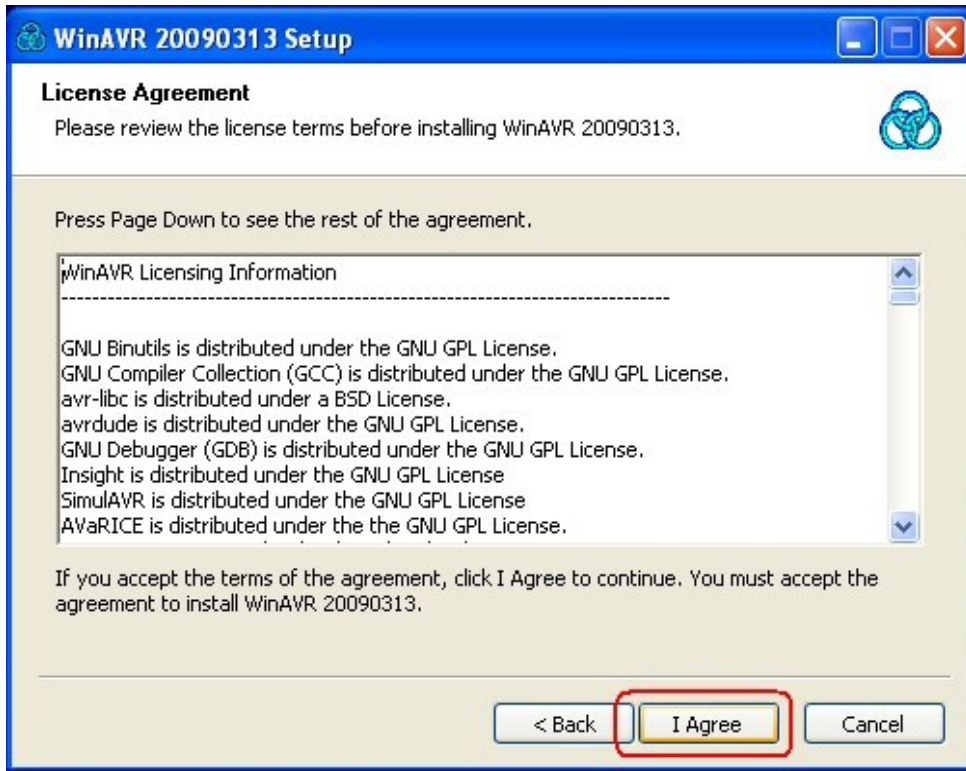 WinAVR 20090313 Setup
License Agreement
Please review the license terms before installing WinAVR 20090313.
Press Page Down to see the rest of the agreement.
WinAVR Licensing Information
-------------------------------------------------------------------------------
GNU Binutils is distributed under the GNU GPL License.
GNU Compiler Collection (GCC) is distributed under the GNU GPL License.
avr-libc is distributed under a BSD License.
avrdude is distributed under the GNU GPL License.
GNU Debugger (GDB) is distributed under the GNU GPL License.
Insight is distributed under the GNU GPL License
SimulAVR is distributed under the GNU GPL License
AVaRICE is distributed under the the GNU GPL License.
If you accept the terms of the agreement, click I Agree to continue. You must accept the
agreement to install WinAVR 20090313.
< Back I Agree Cancel